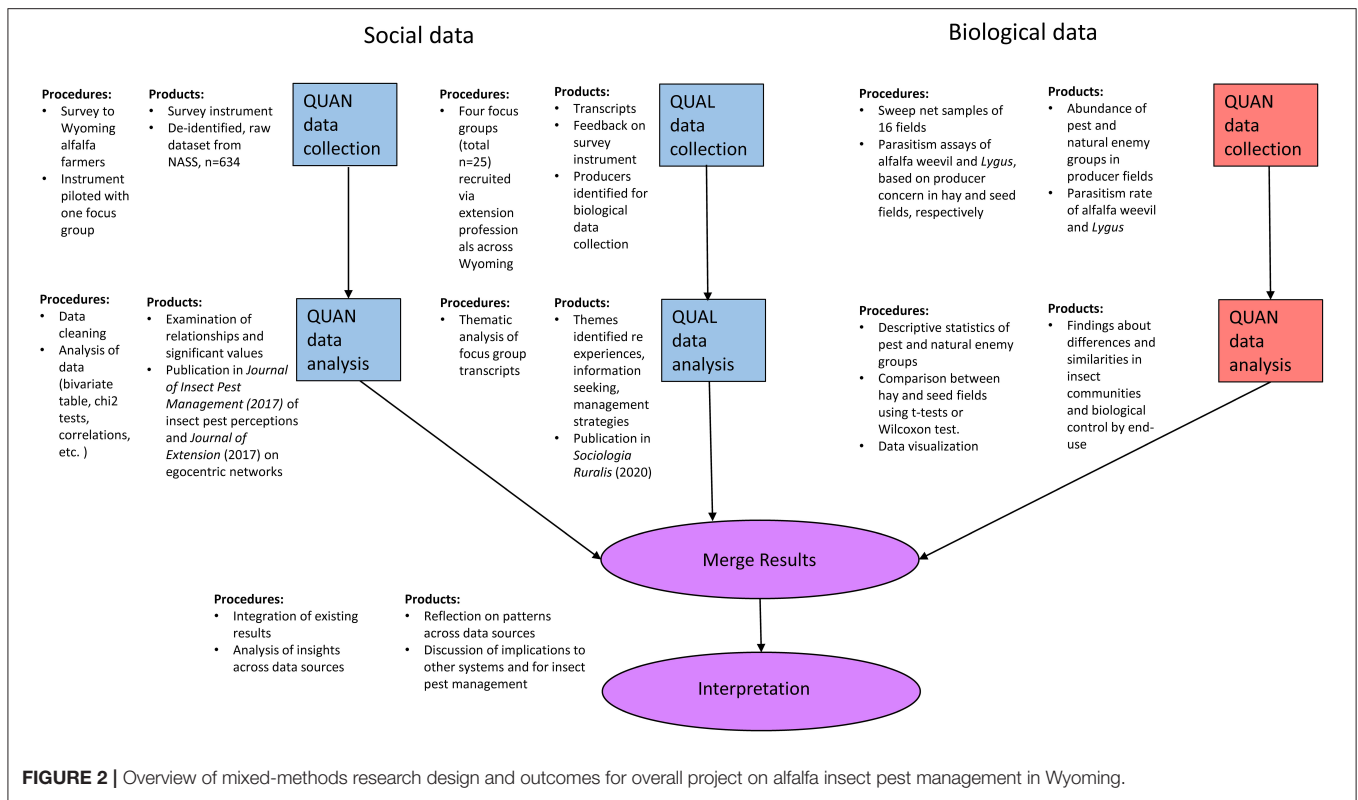 Social data
Biological data
Procedures:
• Survey to
Wyoming
alfalfa
farmers
• Instrument
piloted with
one focus
group
Products:
• Survey instrument
• De-identified, raw
dataset from
NASS, n=634
QUAN
data
collection
Procedures:
• Four focus
groups
(total
n=25)
recruited
via
extension
profession
als across
Wyoming
Products:
• Transcripts
• Feedback on
survey
instrument
• Producers
identified for
biological
data
collection
QUAL
data
collection
Procedures:
• Sweep net samples of
16 fields
• Parasitism assays of
alfalfa weevil and Lygus,
based on producer
concern in hay and seed
fields, respectively
Products:
• Abundance of
pest and
natural enemy
groups in
producer fields
• Parasitism rate
of alfalfa weevil
and Lygus
QUAN
data
collection
Procedures:
• Data
cleaning
• Analysis of
data
(bivariate
table, chi2
tests,
correlations,
etc. )
Products:
• Examination of
relationships and
significant values
• Publication in Journal
of Insect Pest
Management (2017) of
insect pest perceptions
and Journal of
Extension (2017) on
egocentric networks
QUAN
data
analysis
Procedures:
• Thematic
analysis of
focus group
transcripts
Products:
• Themes
identified re
experiences,
information
seeking,
management
strategies
• Publication in
Sociologia
Ruralis (2020)
QUAL
data
analysis
Procedures:
• Descriptive statistics of
pest and natural enemy
groups
• Comparison between
hay and seed fields
using t-tests or
Wilcoxon test.
• Data visualization
Products:
• Findings about
differences and
similarities in
insect
communities
and biological
control by end-
use
QUAN
data
analysis
Merge Results
Procedures:
• Integration of existing
results
• Analysis of insights
across data sources
Products:
• Reflection on patterns
across data sources
• Discussion of implications to
other systems and for insect
pest management
Interpretation
FIGURE 2 | Overview of mixed-methods research design and outcomes for overall project on alfalfa insect pest management in Wyoming.